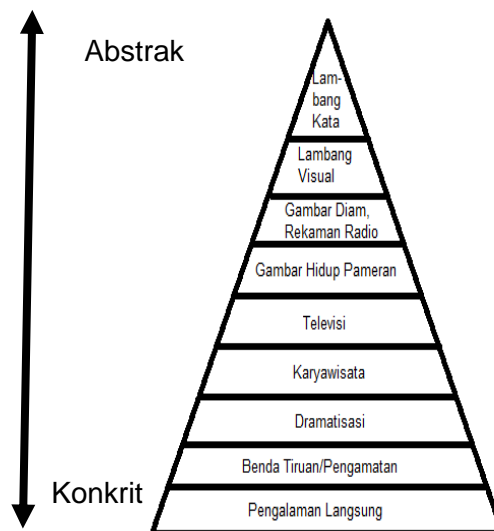 Abstrak
Lam-
bang
Kata
Lambang
Visual
Gambar Diam,
Rekaman Radio
Gambar Hidup Pameran
Televisi
Karyawisata
Dramatisasi
Benda Tiruan/Pengamatan
Konkrit
Pengalaman Langsung